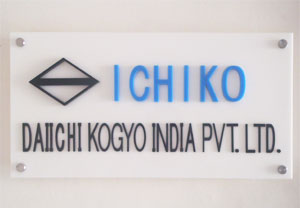 ICHIKO
DAIICHI KOGYO INDIA PVT. LTD.